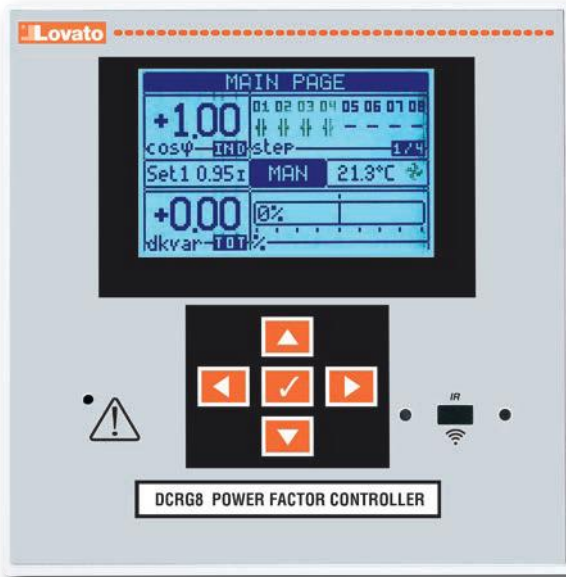 Lovato
MAIN PAGE
+1.00 01 02 03 04 05 06 07 08
cosφ IND step 1/4
Set1 0.95I MAN 21.3°C
+0.00 0%
dkvar TOT %
IR
DCRG8 POWER FACTOR CONTROLLER